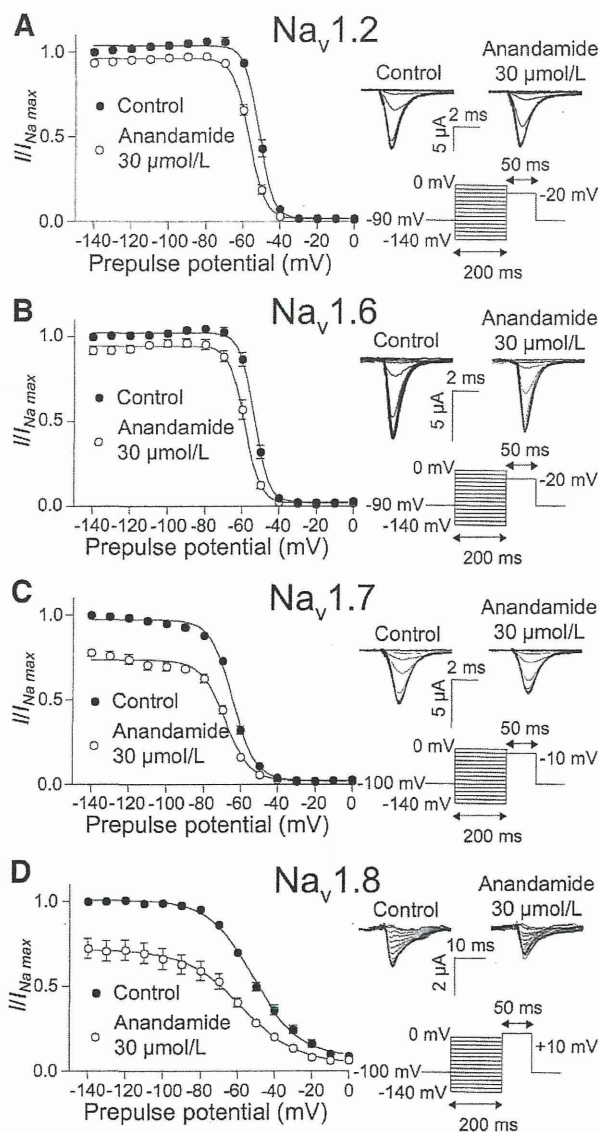 A
Na_v1.2
I/I_Na max
1.0
0.5
0.0
Control
Anandamide
30 µmol/L
-140 -120 -100 -80 -60 -40 -20 0
Prepulse potential (mV)
Control
Anandamide
30 µmol/L
2 ms
5 µA
50 ms
0 mV
-20 mV
-90 mV
-140 mV
200 ms
B
Na_v1.6
I/I_Na max
1.0
0.5
0.0
Control
Anandamide
30 µmol/L
-140 -120 -100 -80 -60 -40 -20 0
Prepulse potential (mV)
Control
Anandamide
30 µmol/L
2 ms
5 µA
50 ms
0 mV
-20 mV
-90 mV
-140 mV
200 ms
C
Na_v1.7
I/I_Na max
1.0
0.5
0.0
Control
Anandamide
30 µmol/L
-140 -120 -100 -80 -60 -40 -20 0
Prepulse potential (mV)
Control
Anandamide
30 µmol/L
2 ms
5 µA
50 ms
0 mV
-10 mV
-100 mV
-140 mV
200 ms
D
Na_v1.8
I/I_Na max
1.0
0.5
0.0
Control
Anandamide
30 µmol/L
-140 -120 -100 -80 -60 -40 -20 0
Prepulse potential (mV)
Control
Anandamide
30 µmol/L
10 ms
2 µA
50 ms
0 mV
+10 mV
-100 mV
-140 mV
200 ms